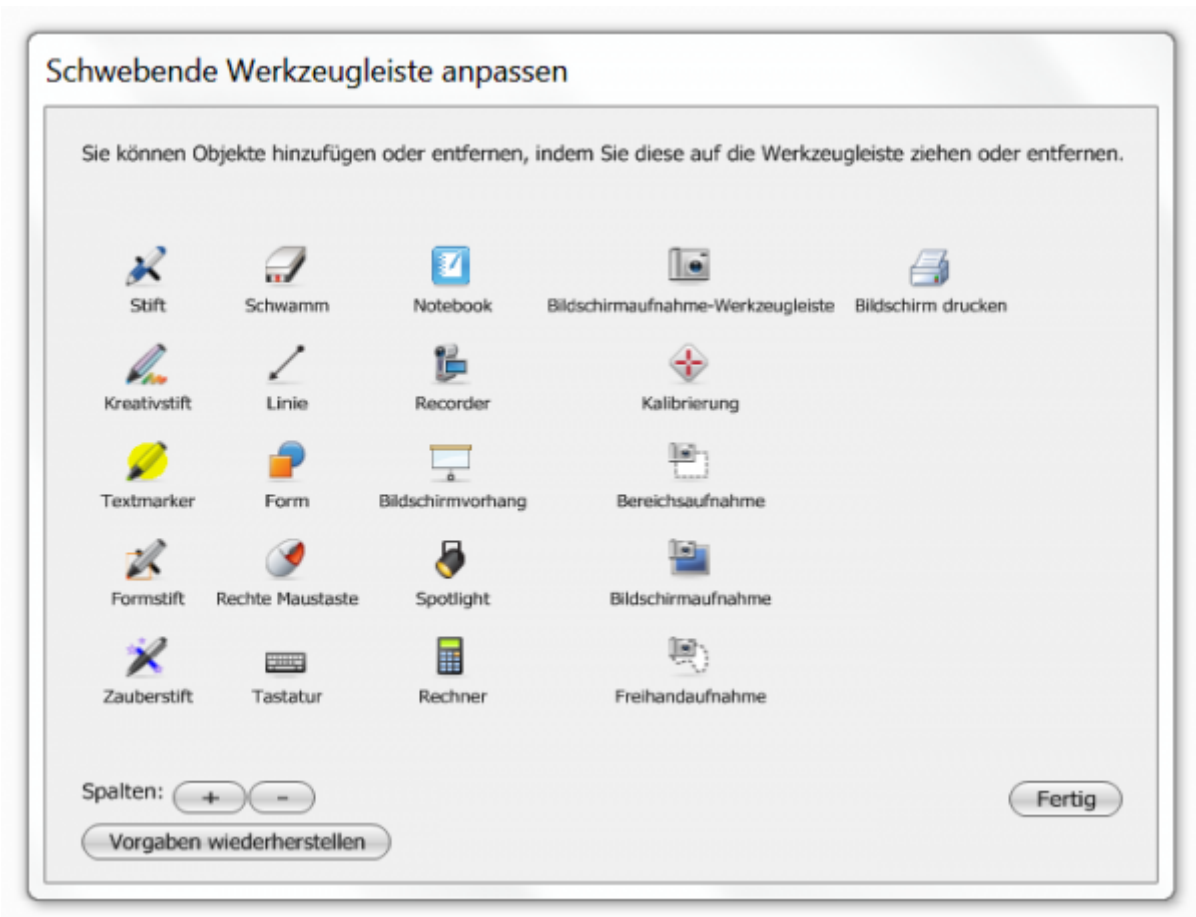 Schwebende Werkzeugleiste anpassen
Sie können Objekte hinzufügen oder entfernen, indem Sie diese auf die Werkzeugleiste ziehen oder entfernen.
Stift Schwamm Notebook Bildschirmaufnahme-Werkzeugleiste Bildschirm drucken
Kreativstift Linie Recorder Kalibrierung
Textmarker Form Bildschirmvorhang Bereichsaufnahme
Formstift Rechte Maustaste Spotlight Bildschirmaufnahme
Zauberstift Tastatur Rechner Freihandaufnahme
Spalten: + - Fertig
Vorgaben wiederherstellen